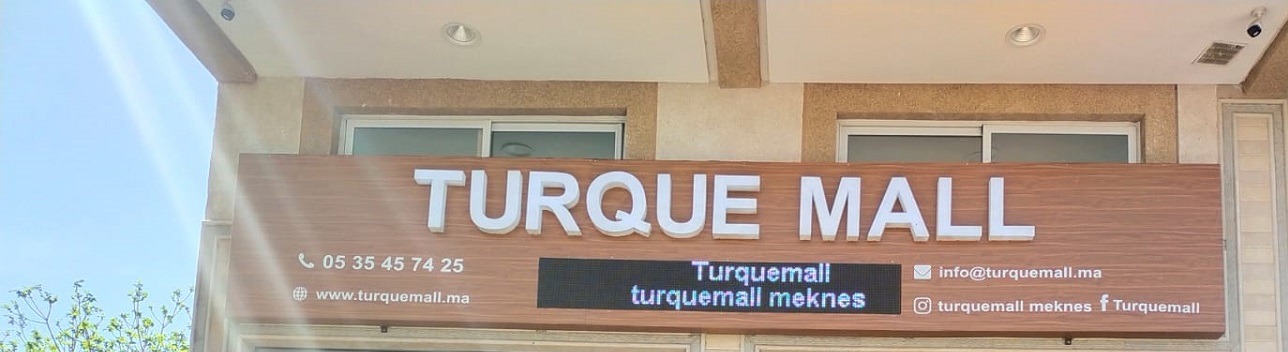 TURQUE MALL
05 35 45 74 25
www.turquemall.ma
Turquemall
turquemall meknes
info@turquemall.ma
turquemall meknes f Turquemall